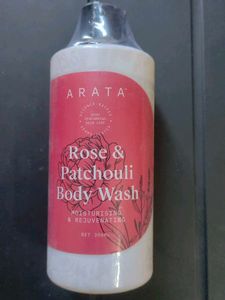 ARATA
Rose &
Patchouli
Body Wash
MOISTURISING
& REJUVENATING